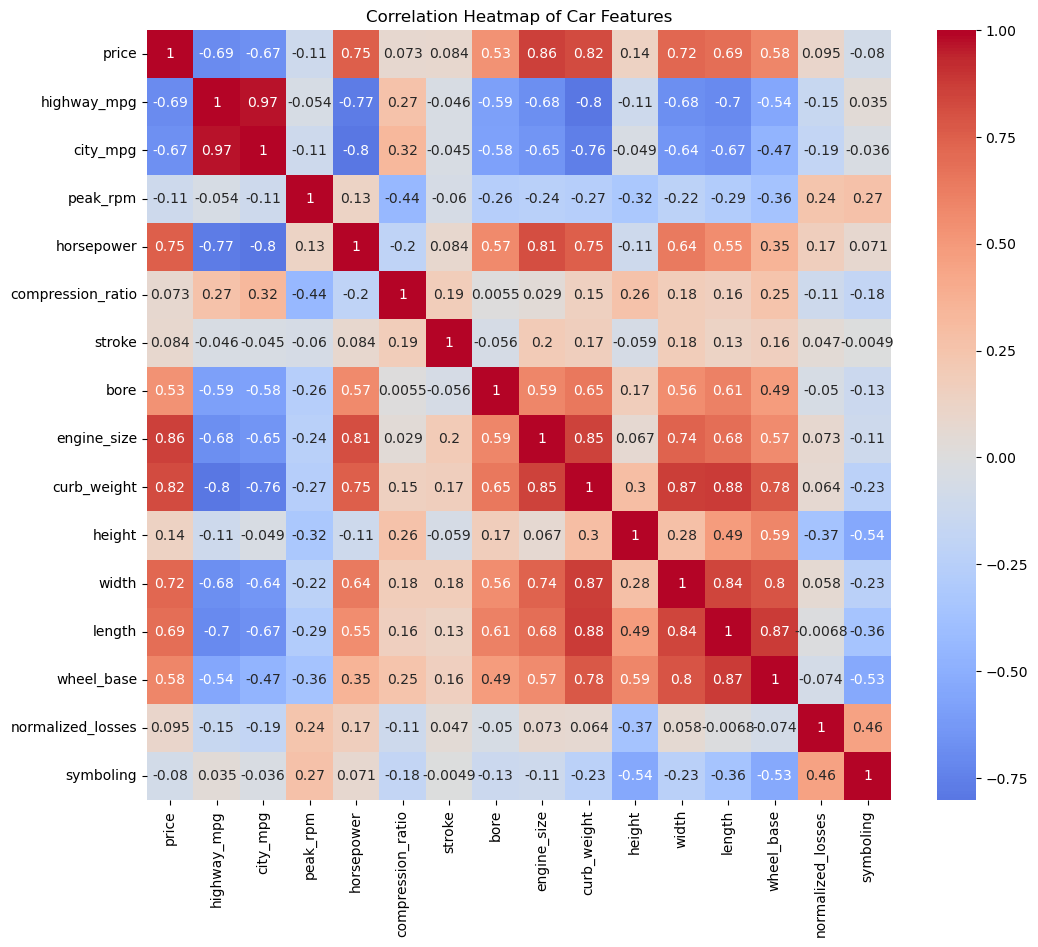 Correlation Heatmap of Car Features
price 1 -0.69 -0.67 -0.11 0.75 0.073 0.084 0.53 0.86 0.82 0.14 0.72 0.69 0.58 0.095 -0.08
highway_mpg -0.69 1 0.97 -0.054 -0.77 0.27 -0.046 -0.59 -0.68 -0.8 -0.11 -0.68 -0.7 -0.54 -0.15 0.035
city_mpg -0.67 0.97 1 -0.11 -0.8 0.32 -0.045 -0.58 -0.65 -0.76 -0.049 -0.64 -0.67 -0.47 -0.19 -0.036
peak_rpm -0.11 -0.054 -0.11 1 0.13 -0.44 -0.06 -0.26 -0.24 -0.27 -0.32 -0.22 -0.29 -0.36 0.24 0.27
horsepower 0.75 -0.77 -0.8 0.13 1 -0.2 0.084 0.57 0.81 0.75 -0.11 0.64 0.55 0.35 0.17 0.071
compression_ratio 0.073 0.27 0.32 -0.44 -0.2 1 0.19 0.0055 0.029 0.15 0.26 0.18 0.16 0.25 -0.11 -0.18
stroke 0.084 -0.046 -0.045 -0.06 0.084 0.19 1 -0.056 0.2 0.17 -0.059 0.18 0.13 0.16 0.047 -0.0049
bore 0.53 -0.59 -0.58 -0.26 0.57 0.0055 -0.056 1 0.59 0.65 0.17 0.56 0.61 0.49 -0.05 -0.13
engine_size 0.86 -0.68 -0.65 -0.24 0.81 0.029 0.2 0.59 1 0.85 0.067 0.74 0.68 0.57 0.073 -0.11
curb_weight 0.82 -0.8 -0.76 -0.27 0.75 0.15 0.17 0.65 0.85 1 0.3 0.87 0.88 0.78 0.064 -0.23
height 0.14 -0.11 -0.049 -0.32 -0.11 0.26 -0.059 0.17 0.067 0.3 1 0.28 0.49 0.59 -0.37 -0.54
width 0.72 -0.68 -0.64 -0.22 0.64 0.18 0.18 0.56 0.74 0.87 0.28 1 0.84 0.8 0.058 -0.23
length 0.69 -0.7 -0.67 -0.29 0.55 0.16 0.13 0.61 0.68 0.88 0.49 0.84 1 0.87 -0.0068 -0.36
wheel_base 0.58 -0.54 -0.47 -0.36 0.35 0.25 0.16 0.49 0.57 0.78 0.59 0.8 0.87 1 -0.074 -0.53
normalized_losses 0.095 -0.15 -0.19 0.24 0.17 -0.11 0.047 -0.05 0.073 0.064 -0.37 0.058 -0.0068 -0.074 1 0.46
symboling -0.08 0.035 -0.036 0.27 0.071 -0.18 -0.0049 -0.13 -0.11 -0.23 -0.54 -0.23 -0.36 -0.53 0.46 1
price
highway_mpg
city_mpg
peak_rpm
horsepower
compression_ratio
stroke
bore
engine_size
curb_weight
height
width
length
wheel_base
normalized_losses
symboling
1.00
0.75
0.50
0.25
0.00
−0.25
−0.50
−0.75